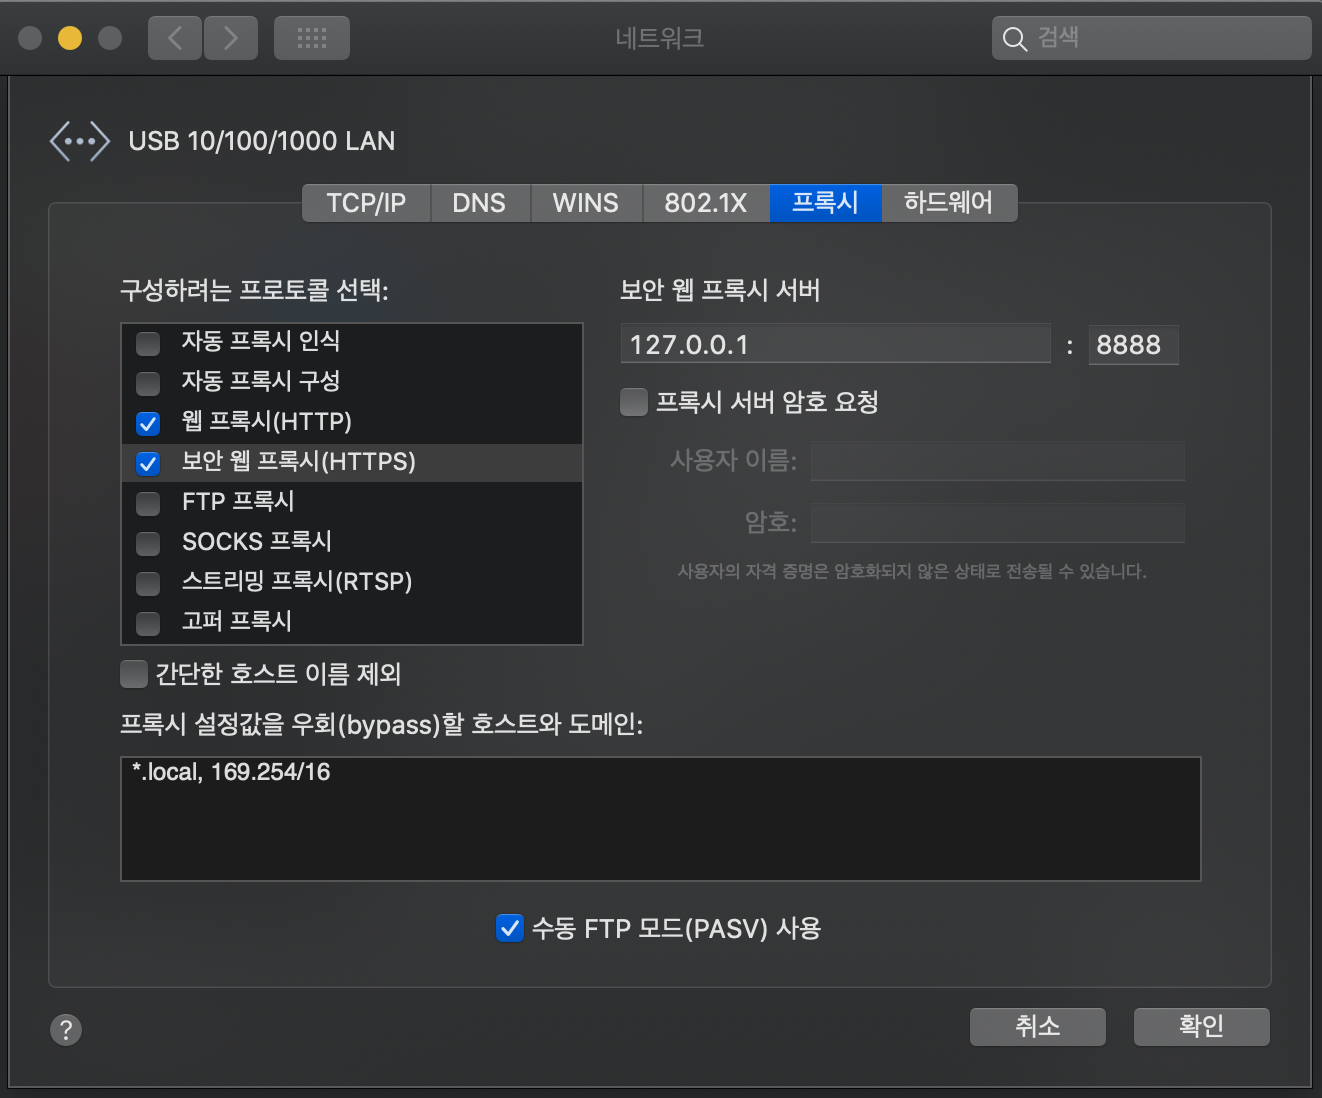 네트워크
검색
USB 10/100/1000 LAN
TCP/IP DNS WINS 802.1X 프록시 하드웨어
구성하려는 프로토콜 선택:
자동 프록시 인식
자동 프록시 구성
웹 프록시(HTTP)
보안 웹 프록시(HTTPS)
FTP 프록시
SOCKS 프록시
스트리밍 프록시(RTSP)
고퍼 프록시
보안 웹 프록시 서버
127.0.0.1 : 8888
프록시 서버 암호 요청
사용자 이름:
암호:
사용자의 자격 증명은 암호화되지 않은 상태로 전송될 수 있습니다.
간단한 호스트 이름 제외
프록시 설정값을 우회(bypass)할 호스트와 도메인:
*.local, 169.254/16
수동 FTP 모드(PASV) 사용
?
취소
확인